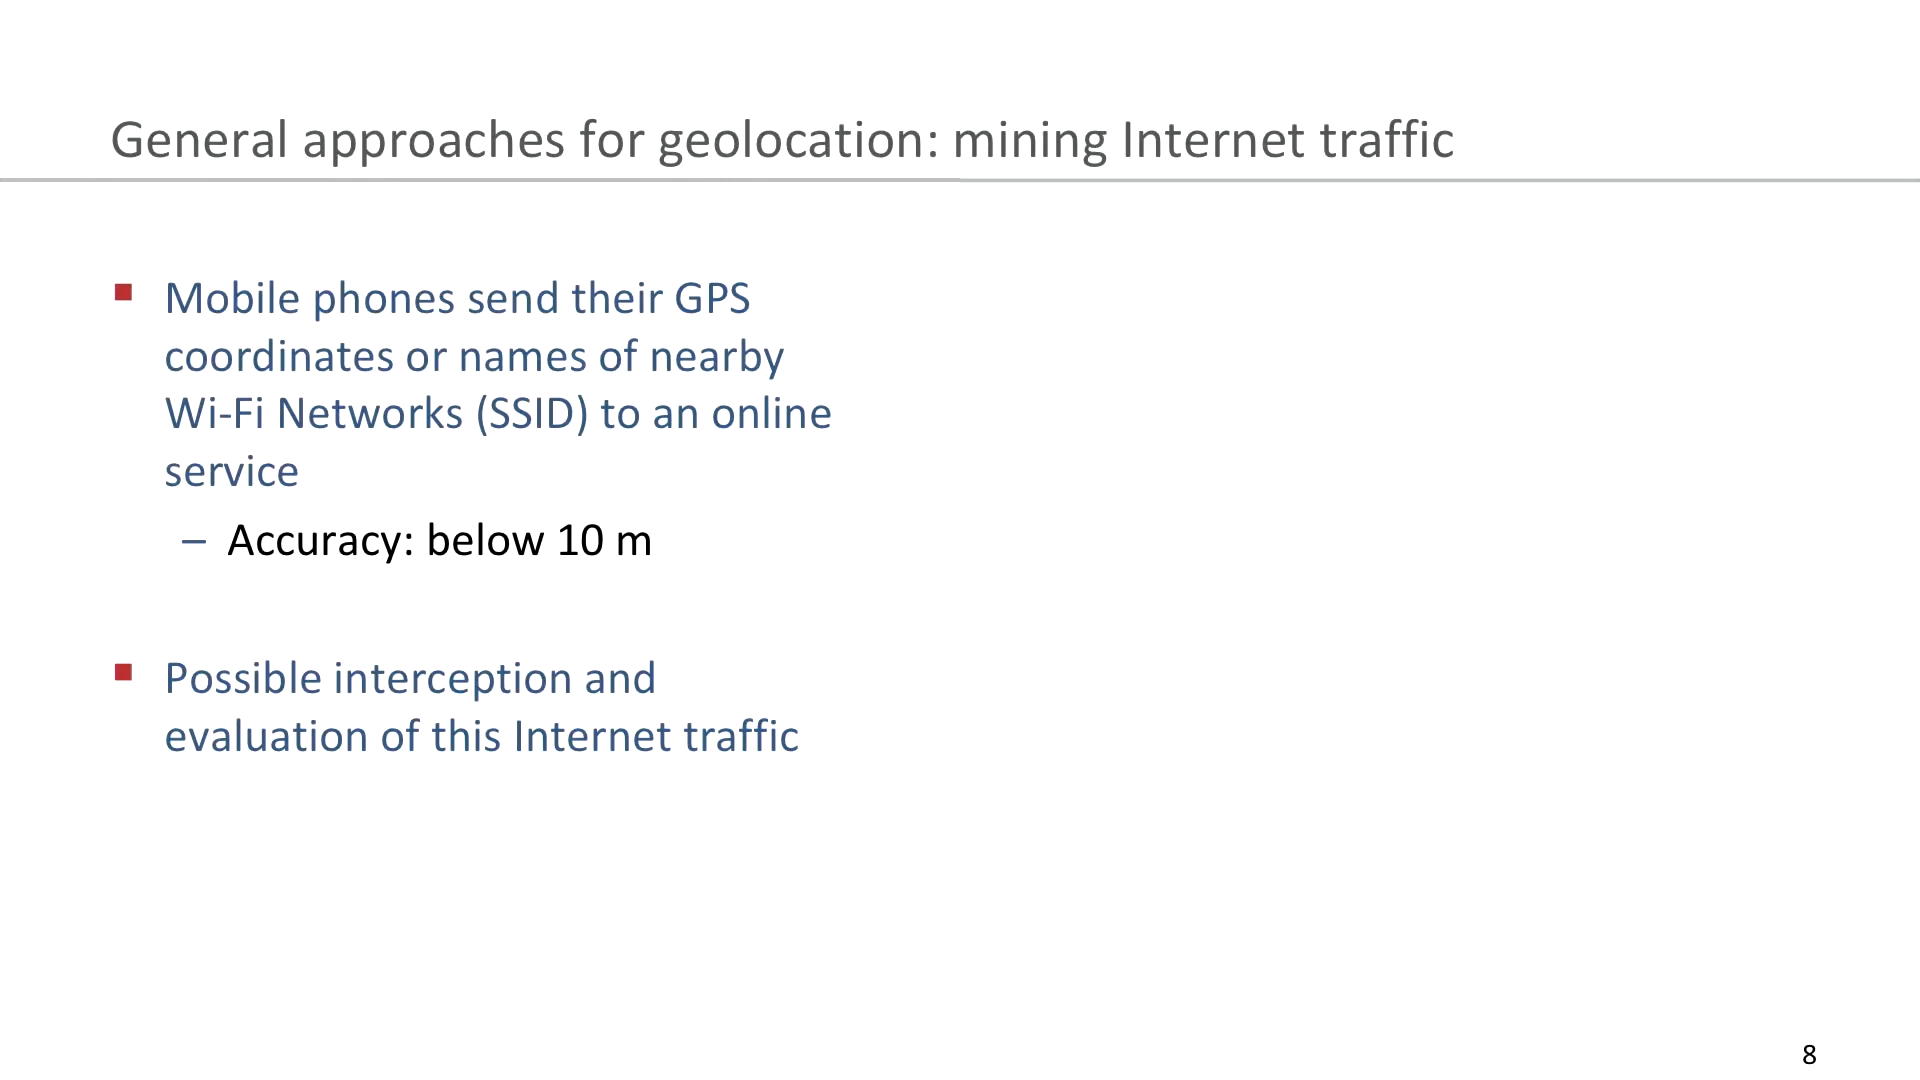 General approaches for geolocation: mining Internet traffic
Mobile phones send their GPS
coordinates or names of nearby
Wi-Fi Networks (SSID) to an online
service
– Accuracy: below 10 m
Possible interception and
evaluation of this Internet traffic
8